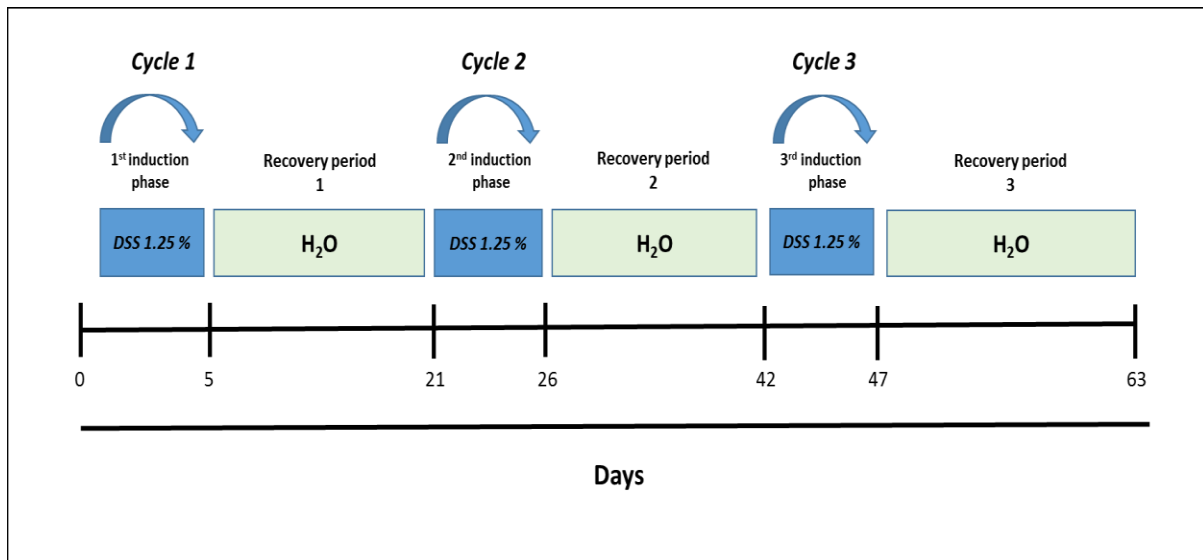 Cycle 1
Cycle 2
Cycle 3
1st induction
phase
Recovery period
1
2nd induction
phase
Recovery period
2
3rd induction
phase
Recovery period
3
DSS 1.25 %
H2O
DSS 1.25 %
H2O
DSS 1.25 %
H2O
0
5
21
26
42
47
63
Days